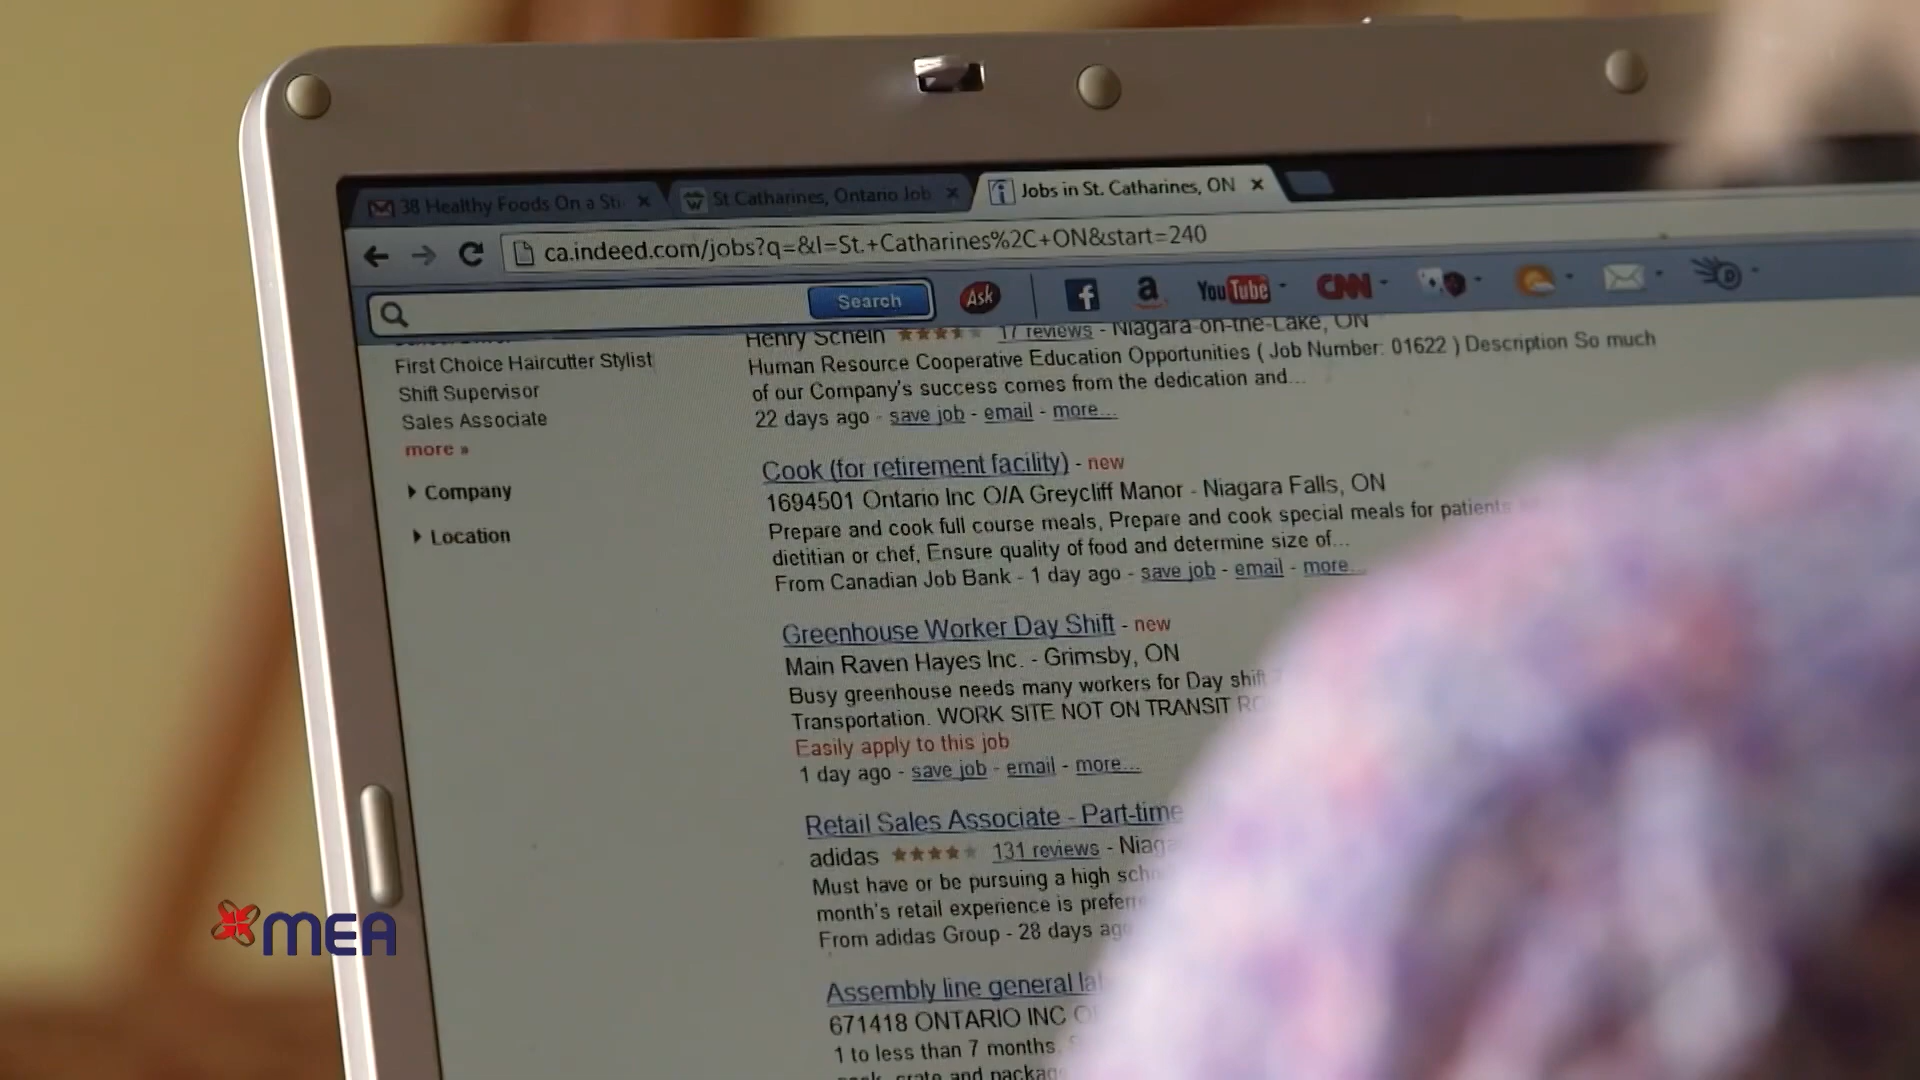 38 Healthy Foods On a
St Catharines, Ontario Job
Jobs in St. Catharines, ON
ca.indeed.com/jobs?q=&l=St.+Catharines%2C+ON&start=240
Search
Ask
f
a
YouTube
CNN
First Choice Haircutter Stylist
Shift Supervisor
Sales Associate
more »
Company
Location
Henry Schein 17 reviews - Niagara-on-the-Lake, ON
Human Resource Cooperative Education Opportunities ( Job Number: 01622 ) Description So much
of our Company's success comes from the dedication and...
22 days ago - save job - email - more...
Cook (for retirement facility) - new
1694501 Ontario Inc O/A Greycliff Manor - Niagara Falls, ON
Prepare and cook full course meals, Prepare and cook special meals for patients
dietitian or chef, Ensure quality of food and determine size of...
From Canadian Job Bank - 1 day ago - save job - email - more...
Greenhouse Worker Day Shift - new
Main Raven Hayes Inc. - Grimsby, ON
Busy greenhouse needs many workers for Day shift
Transportation. WORK SITE NOT ON TRANSIT
Easily apply to this job
1 day ago - save job - email - more...
Retail Sales Associate - Part-time
adidas 131 reviews -
Must have or be pursuing a high
month's retail experience is
From adidas Group - 28 days ago
Assembly line general
671418 ONTARIO INC
1 to less than 7 months.
crate and
MEA